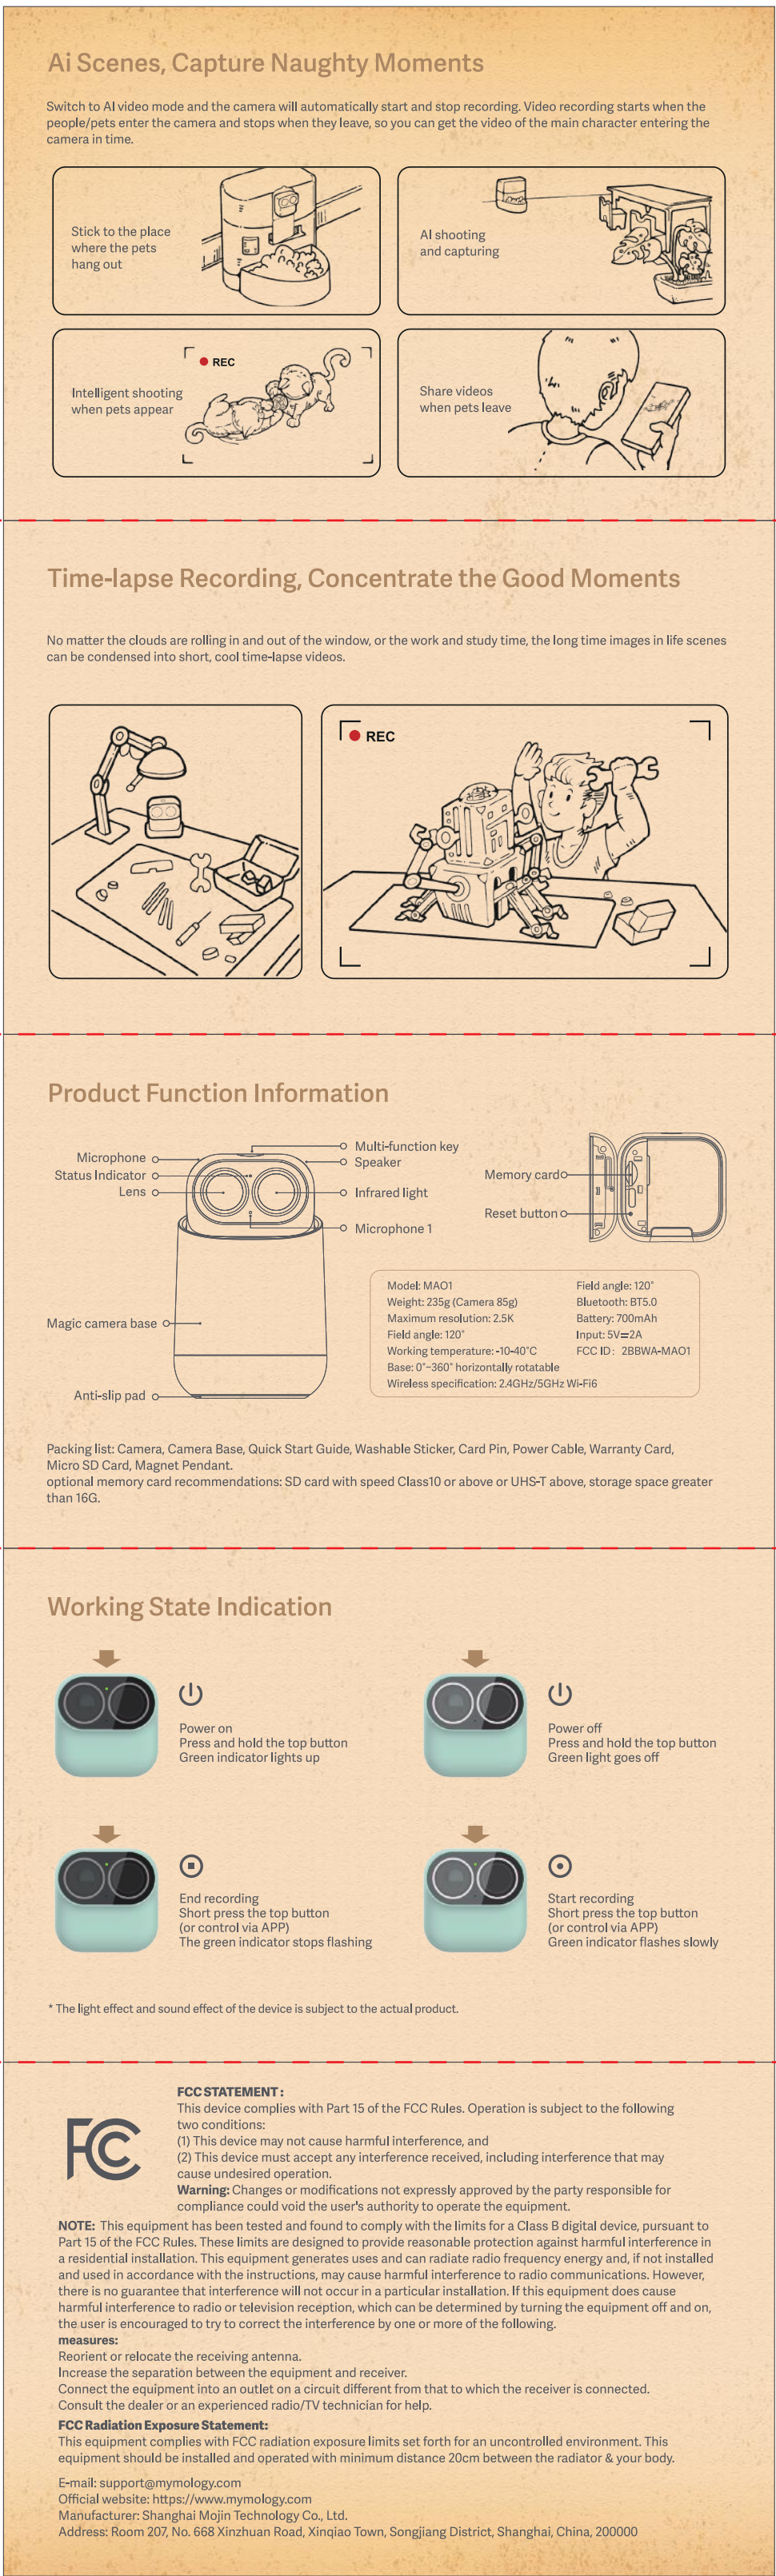 Ai Scenes, Capture Naughty Moments
Switch to AI video mode and the camera will automatically start and stop recording. Video recording starts when the
people/pets enter the camera and stops when they leave, so you can get the video of the main character entering the
camera in time.
Stick to the place
where the pets
hang out
AI shooting
and capturing
REC
Intelligent shooting
when pets appear
Share videos
when pets leave
Time-lapse Recording, Concentrate the Good Moments
No matter the clouds are rolling in and out of the window, or the work and study time, the long time images in life scenes
can be condensed into short, cool time-lapse videos.
REC
Product Function Information
Microphone
Status Indicator
Lens
Magic camera base
Anti-slip pad
Multi-function key
Speaker
Infrared light
Microphone 1
Memory card
Reset button
Model: MAO1
Weight: 235g (Camera 85g)
Maximum resolution: 2.5K
Field angle: 120°
Working temperature: -10-40°C
Base: 0°~360° horizontally rotatable
Wireless specification: 2.4GHz/5GHz Wi-Fi6
Field angle: 120°
Bluetooth: BT5.0
Battery: 700mAh
Input: 5V⎓2A
FCC ID: 2BBWA-MAO1
Packing list: Camera, Camera Base, Quick Start Guide, Washable Sticker, Card Pin, Power Cable, Warranty Card,
Micro SD Card, Magnet Pendant.
optional memory card recommendations: SD card with speed Class10 or above or UHS-T above, storage space greater
than 16G.
Working State Indication
Power on
Press and hold the top button
Green indicator lights up
Power off
Press and hold the top button
Green light goes off
End recording
Short press the top button
(or control via APP)
The green indicator stops flashing
Start recording
Short press the top button
(or control via APP)
Green indicator flashes slowly
* The light effect and sound effect of the device is subject to the actual product.
FC
FCC STATEMENT :
This device complies with Part 15 of the FCC Rules. Operation is subject to the following
two conditions:
(1) This device may not cause harmful interference, and
(2) This device must accept any interference received, including interference that may
cause undesired operation.
Warning: Changes or modifications not expressly approved by the party responsible for
compliance could void the user's authority to operate the equipment.
NOTE: This equipment has been tested and found to comply with the limits for a Class B digital device, pursuant to
Part 15 of the FCC Rules. These limits are designed to provide reasonable protection against harmful interference in
a residential installation. This equipment generates uses and can radiate radio frequency energy and, if not installed
and used in accordance with the instructions, may cause harmful interference to radio communications. However,
there is no guarantee that interference will not occur in a particular installation. If this equipment does cause
harmful interference to radio or television reception, which can be determined by turning the equipment off and on,
the user is encouraged to try to correct the interference by one or more of the following.
measures:
Reorient or relocate the receiving antenna.
Increase the separation between the equipment and receiver.
Connect the equipment into an outlet on a circuit different from that to which the receiver is connected.
Consult the dealer or an experienced radio/TV technician for help.
FCC Radiation Exposure Statement:
This equipment complies with FCC radiation exposure limits set forth for an uncontrolled environment. This
equipment should be installed and operated with minimum distance 20cm between the radiator & your body.
E-mail: support@mymology.com
Official website: https://www.mymology.com
Manufacturer: Shanghai Mojin Technology Co., Ltd.
Address: Room 207, No. 668 Xinzhuan Road, Xinqiao Town, Songjiang District, Shanghai, China, 200000